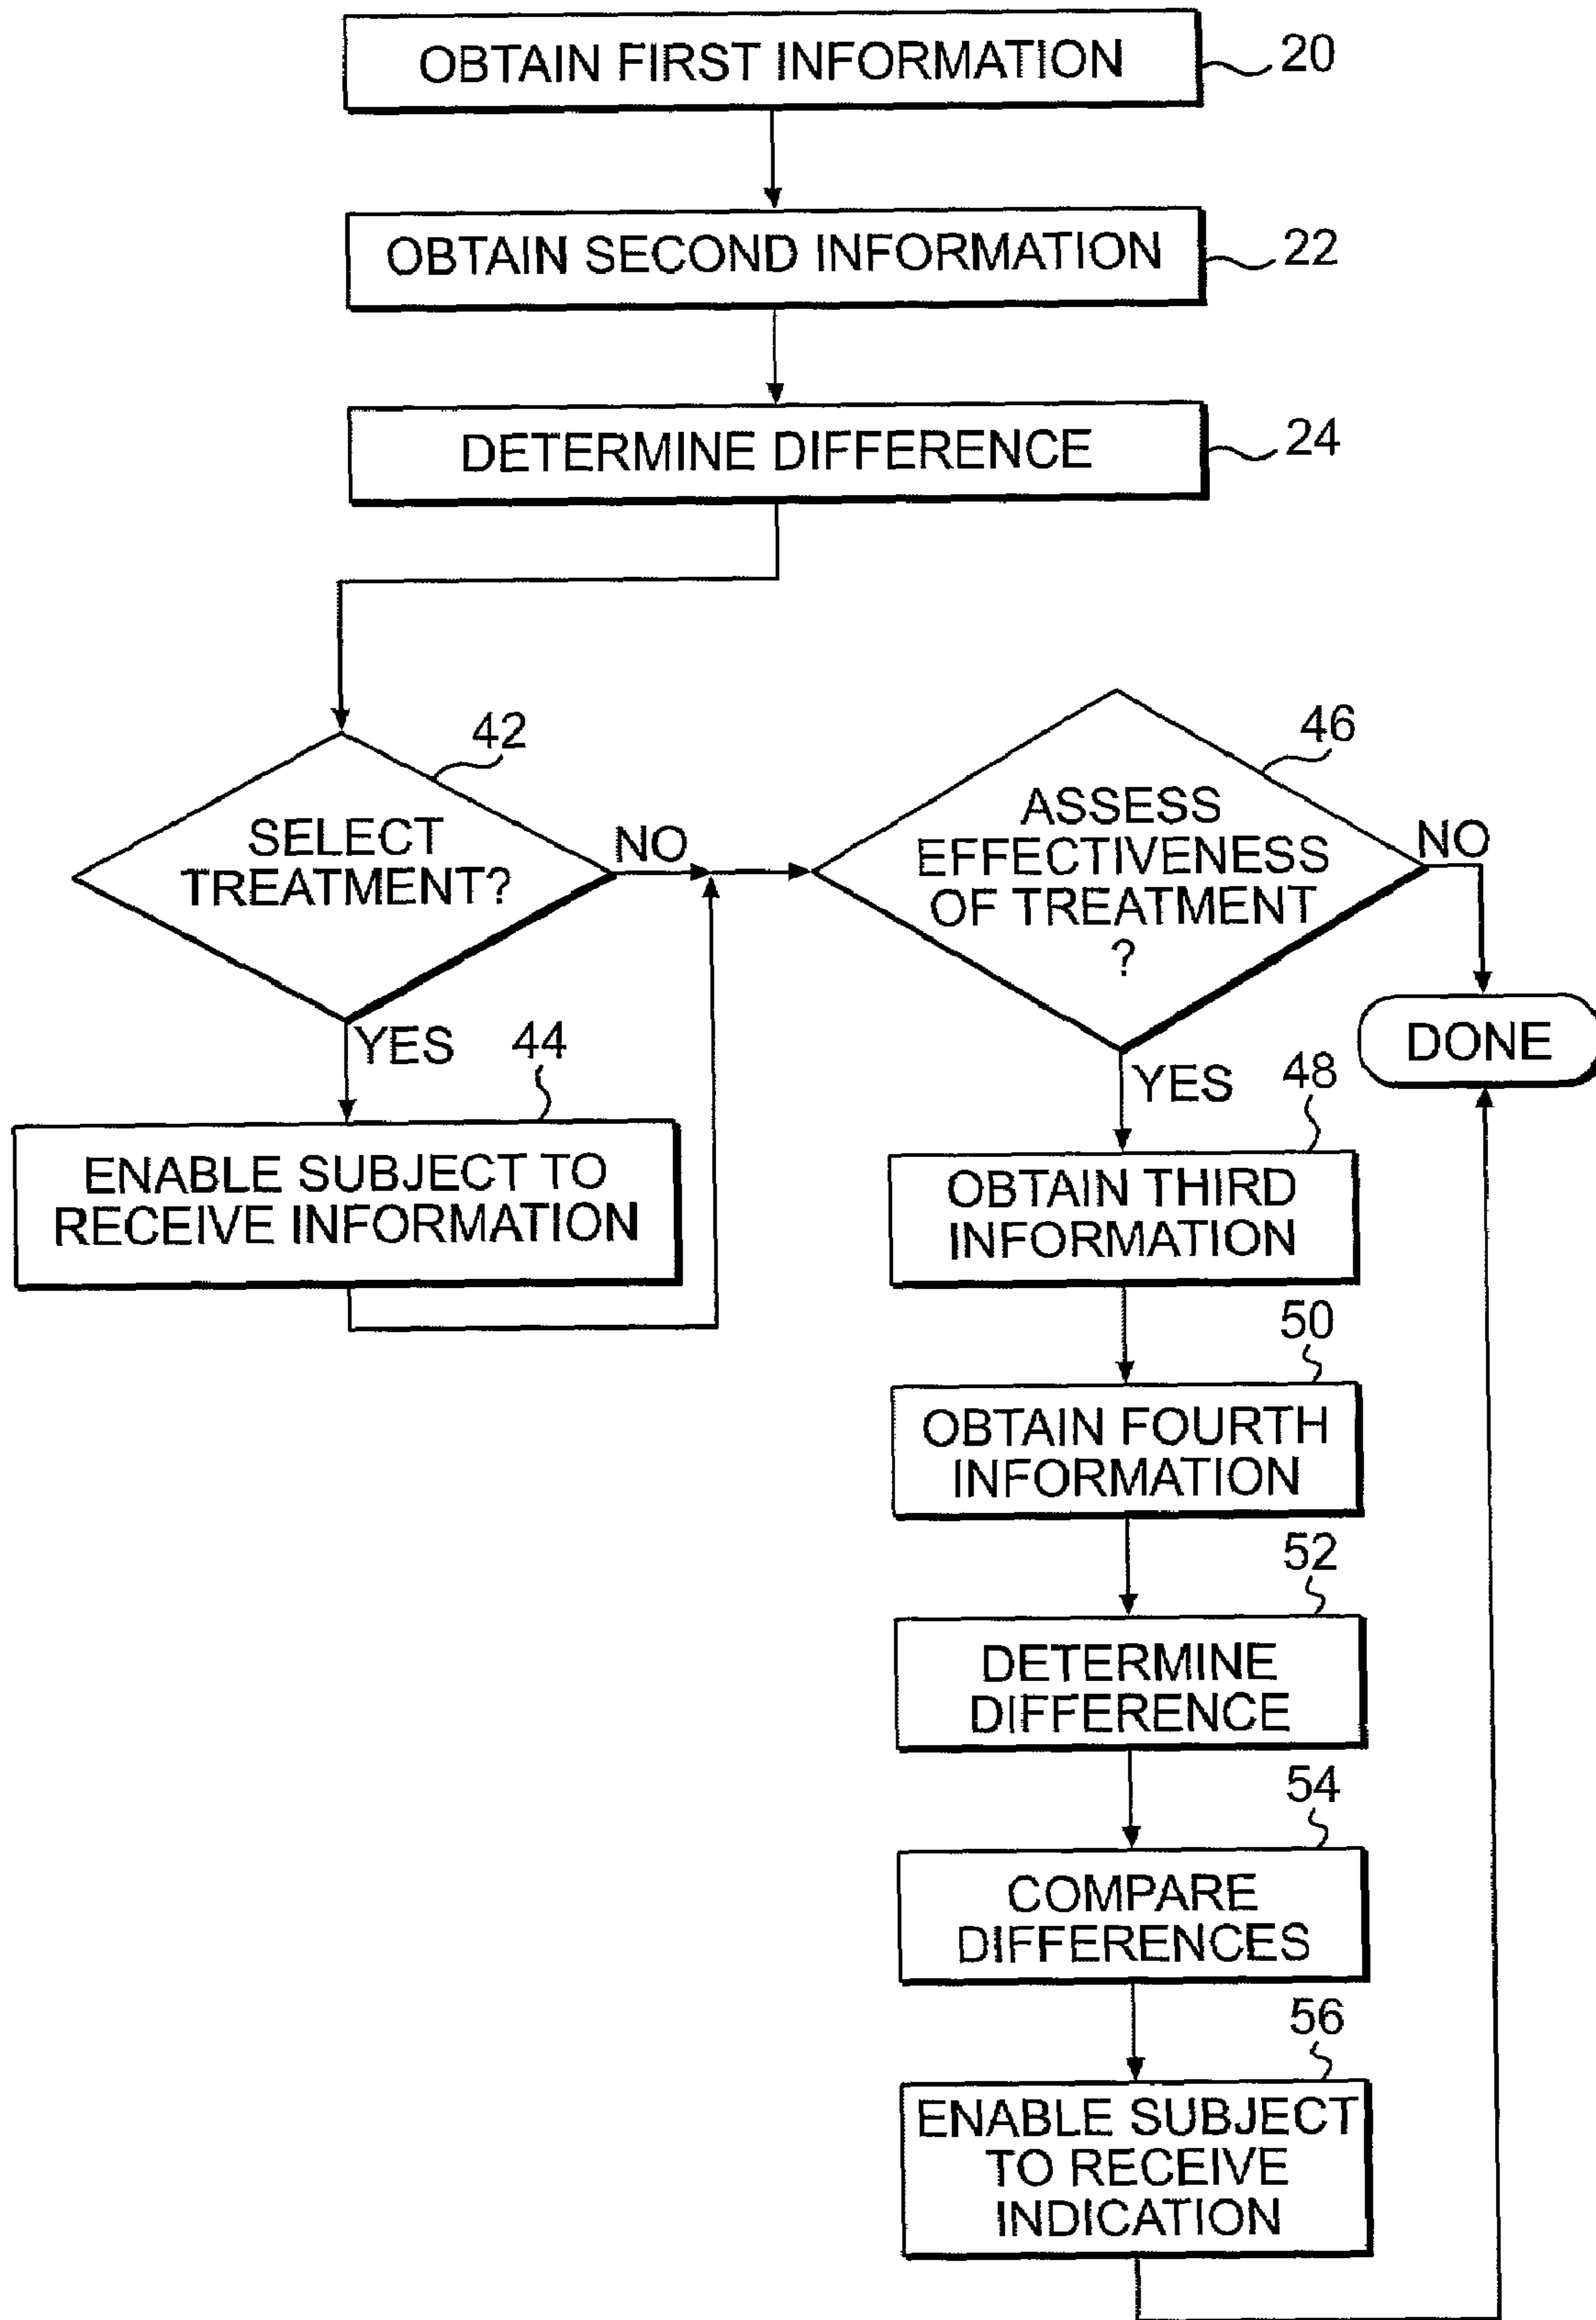 OBTAIN FIRST INFORMATION
20
OBTAIN SECOND INFORMATION
22
DETERMINE DIFFERENCE
24
42
SELECT
TREATMENT?
NO
YES
44
ENABLE SUBJECT TO
RECEIVE INFORMATION
46
ASSESS
EFFECTIVENESS
OF TREATMENT
?
NO
DONE
YES
48
OBTAIN THIRD
INFORMATION
50
OBTAIN FOURTH
INFORMATION
52
DETERMINE
DIFFERENCE
54
COMPARE
DIFFERENCES
56
ENABLE SUBJECT
TO RECEIVE
INDICATION